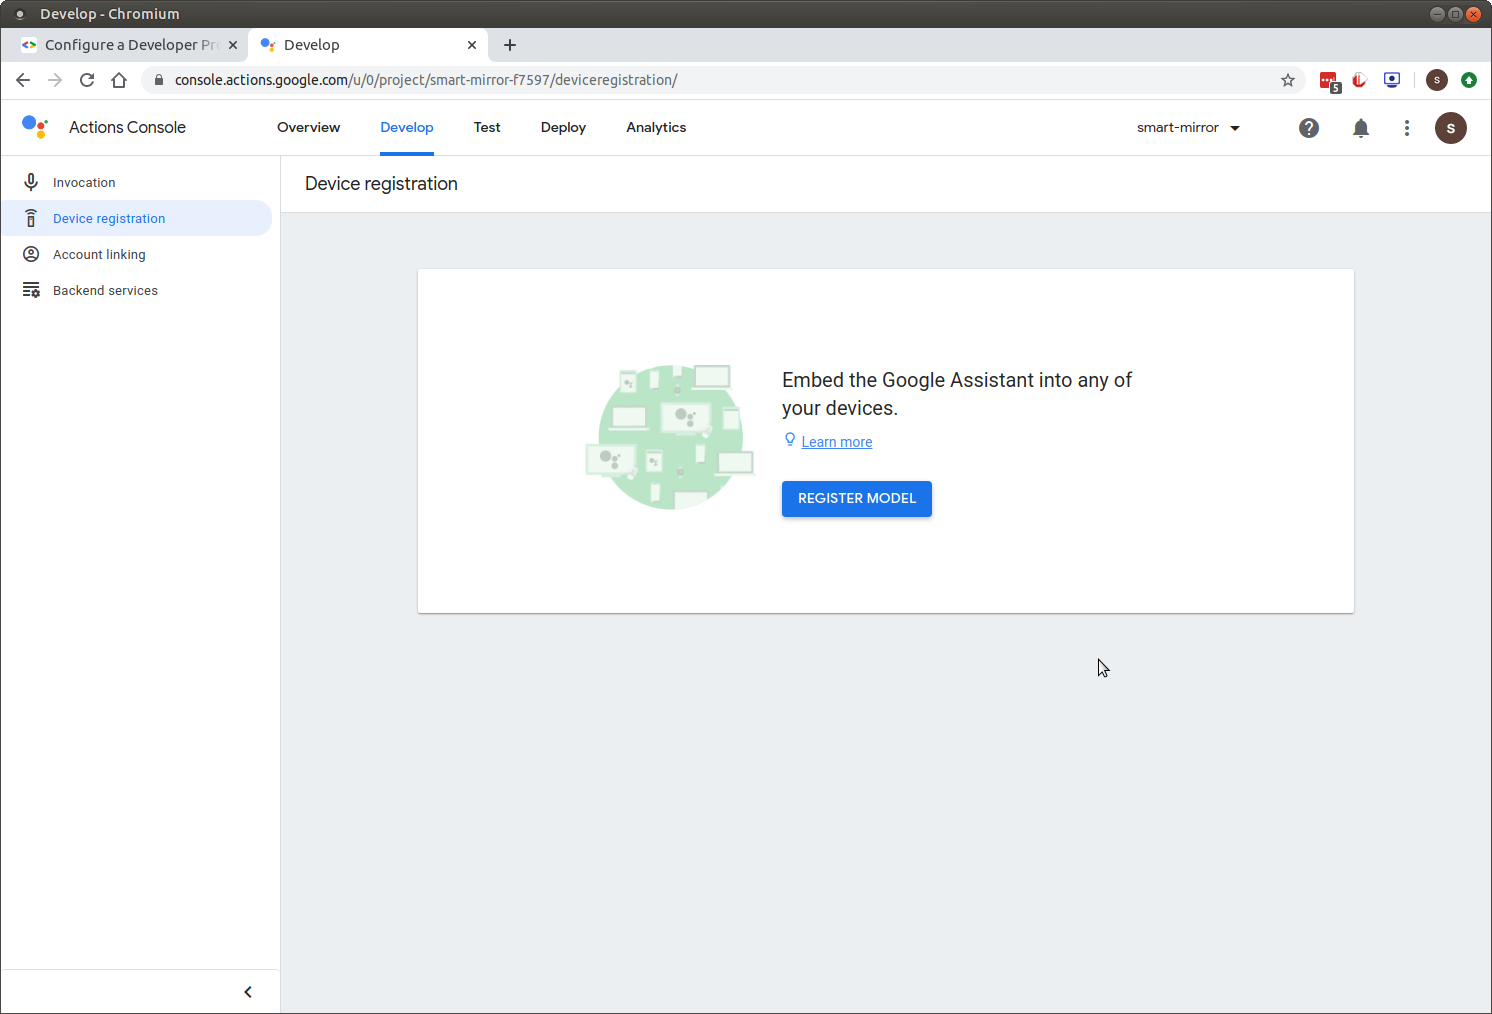 Develop - Chromium
Configure a Developer Pr
Develop
console.actions.google.com/u/0/project/smart-mirror-f7597/deviceregistration/
5
S
Actions Console
Overview
Develop
Test
Deploy
Analytics
smart-mirror
S
Invocation
Device registration
Account linking
Backend services
Device registration
Embed the Google Assistant into any of
your devices.
Learn more
REGISTER MODEL